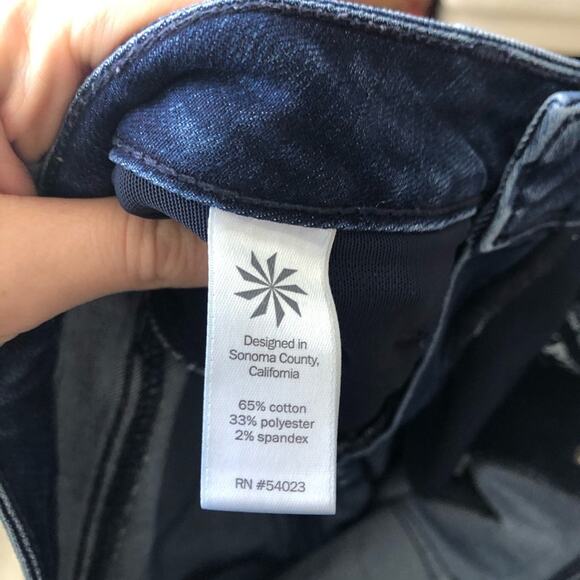 Designed in
Sonoma County,
California
65% cotton
33% polyester
2% spandex
RN #54023